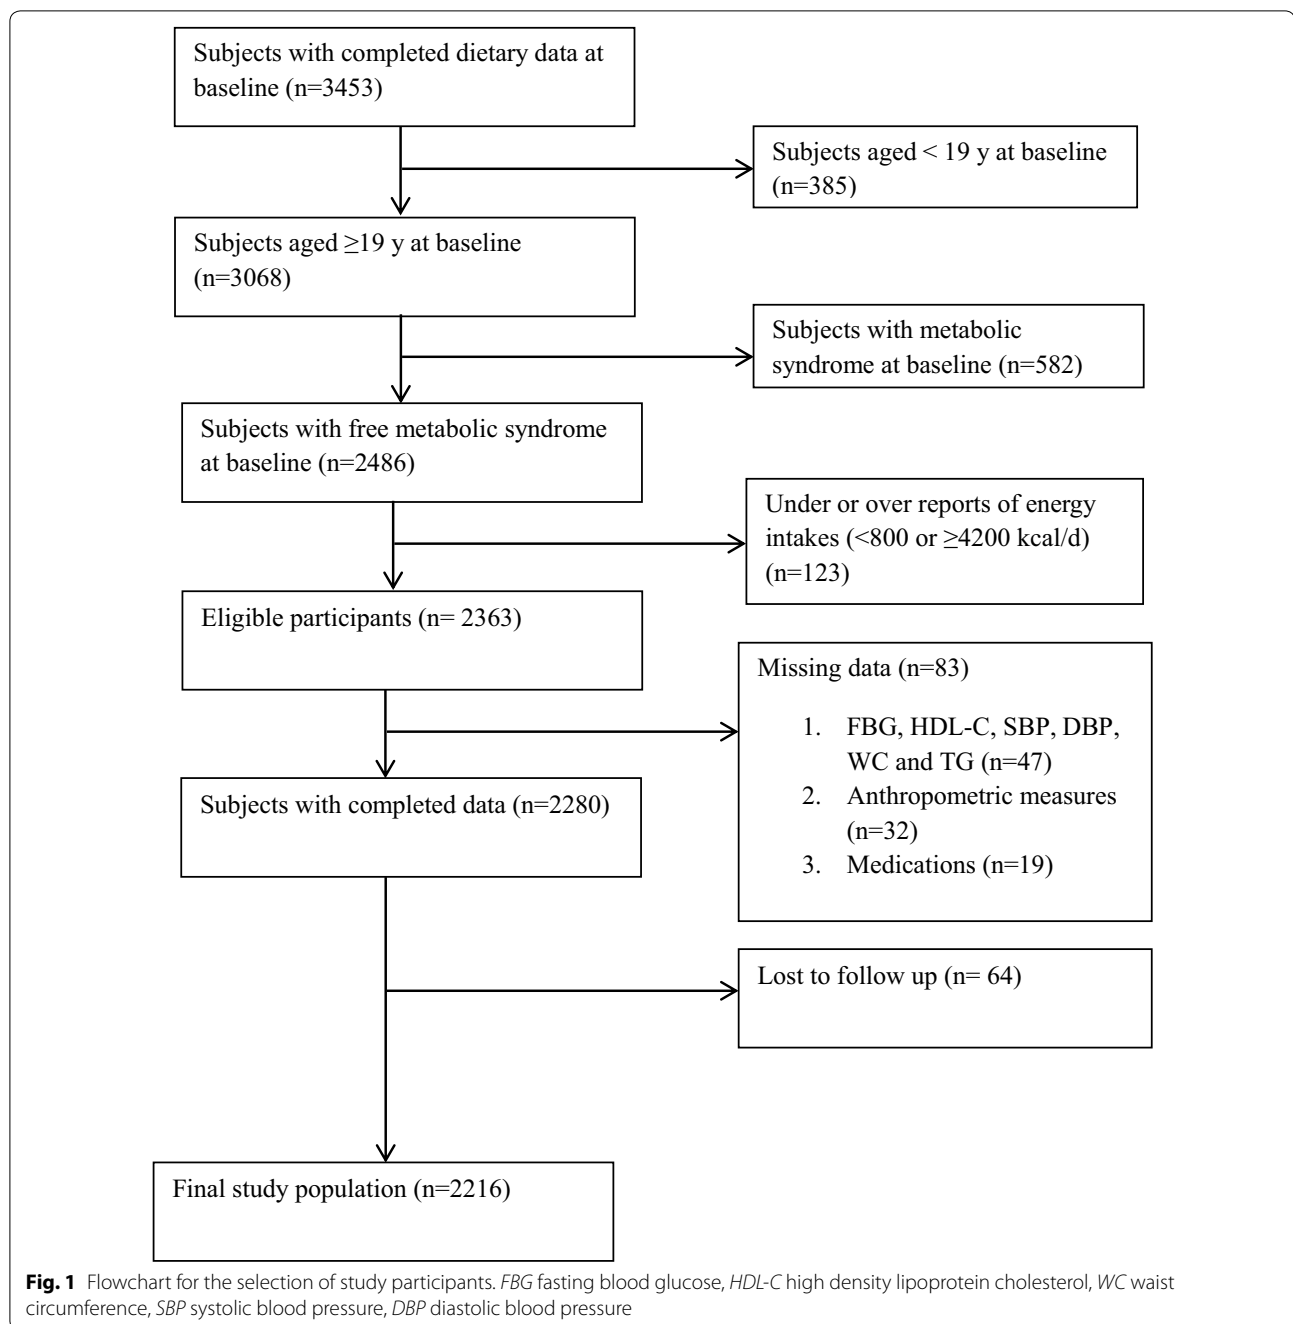 Subjects with completed dietary data at
baseline (n=3453)
Subjects aged < 19 y at baseline
(n=385)
Subjects aged ≥19 y at baseline
(n=3068)
Subjects with metabolic
syndrome at baseline (n=582)
Subjects with free metabolic syndrome
at baseline (n=2486)
Under or over reports of energy
intakes (<800 or ≥4200 kcal/d)
(n=123)
Eligible participants (n= 2363)
Missing data (n=83)
1. FBG, HDL-C, SBP, DBP,
WC and TG (n=47)
2. Anthropometric measures
(n=32)
3. Medications (n=19)
Subjects with completed data (n=2280)
Lost to follow up (n= 64)
Final study population (n=2216)
Fig. 1 Flowchart for the selection of study participants. FBG fasting blood glucose, HDL-C high density lipoprotein cholesterol, WC waist
circumference, SBP systolic blood pressure, DBP diastolic blood pressure